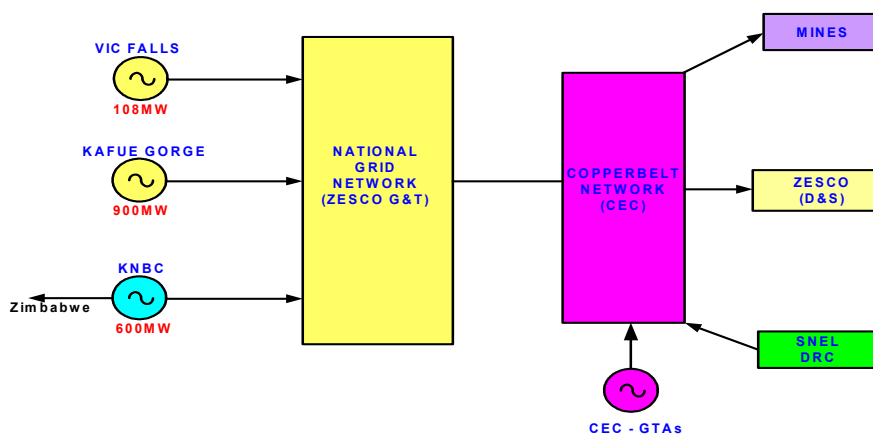 VIC FALLS
108MW
KAFUE GORGE
900MW
KNBC
Zimbabwe
600MW
NATIONAL
GRID
NETWORK
(ZESCO G&T)
COPPERBELT
NETWORK
(CEC)
MINES
ZESCO
(D&S)
SNEL
DRC
CEC - GTAs